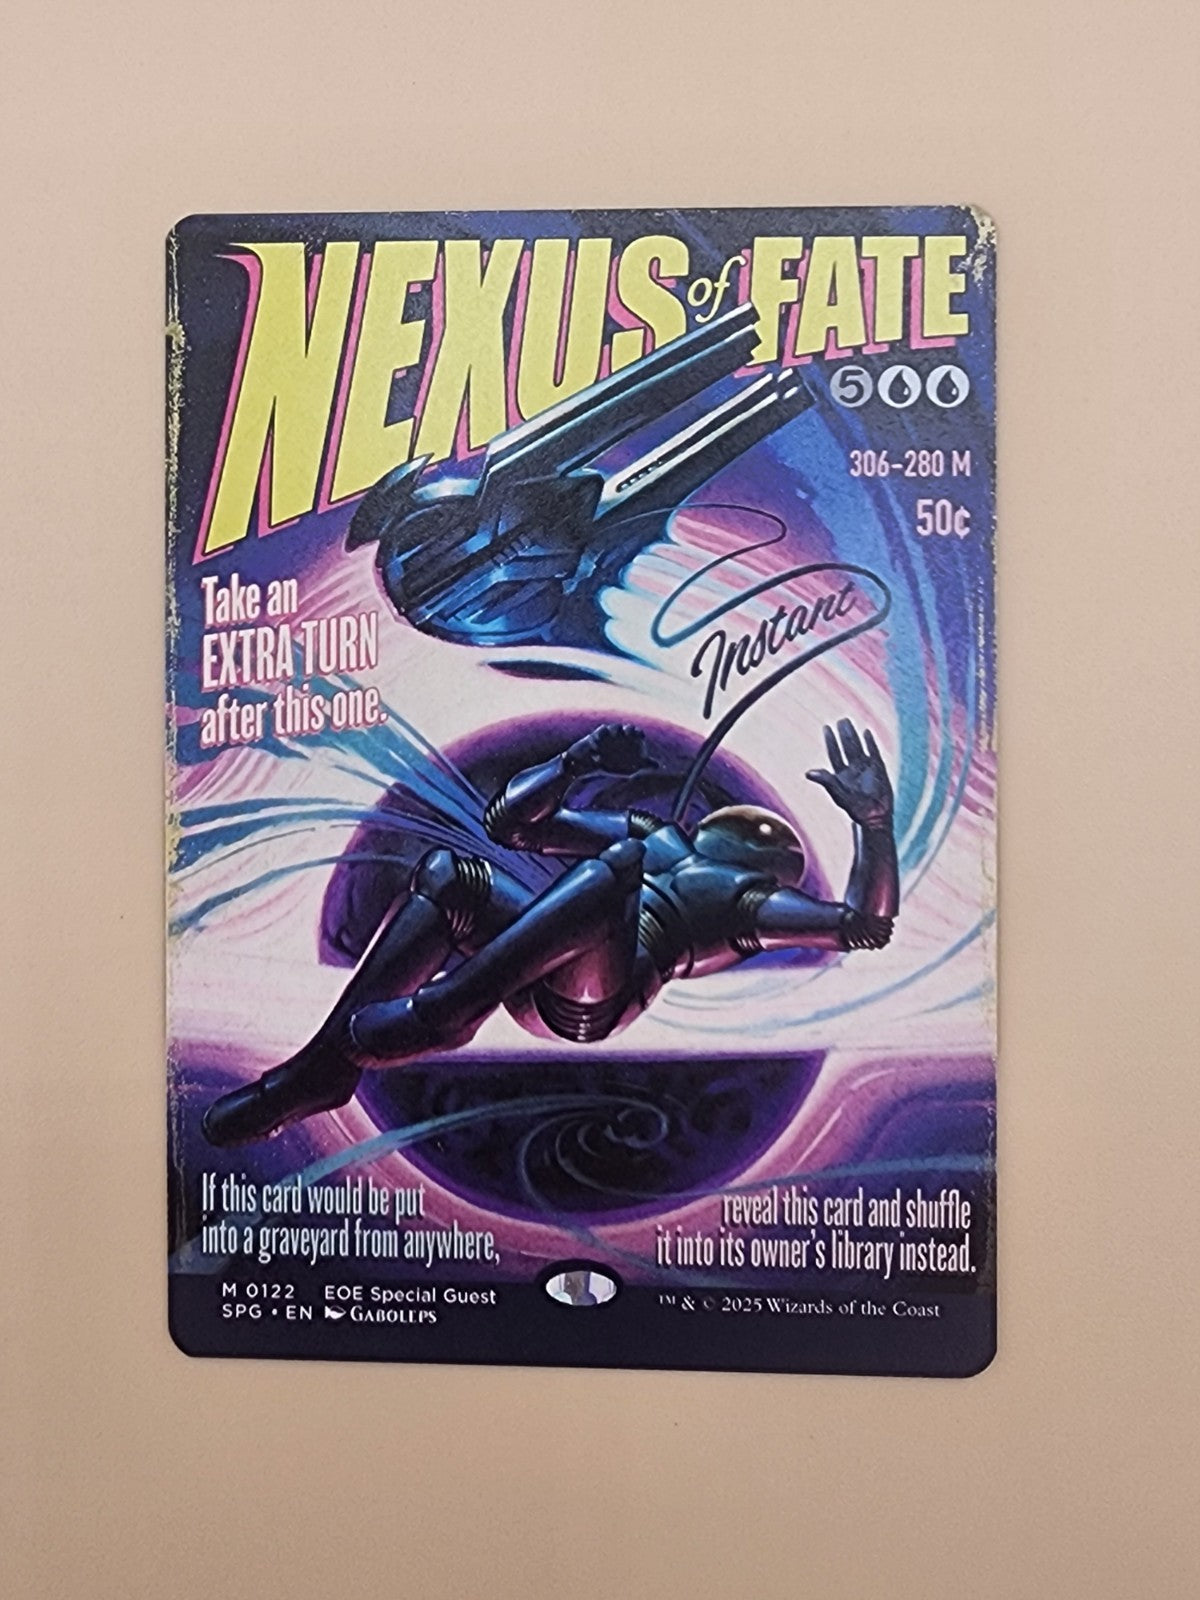 NEXUS of FATE
5
306-280 M
50¢
Take an
EXTRA TURN
after this one.
Instant
If this card would be put
into a graveyard from anywhere,
reveal this card and shuffle
it into its owner's library instead.
M 0122 EOE Special Guest
SPG • EN GABOLEPS
™ & © 2025 Wizards of the Coast